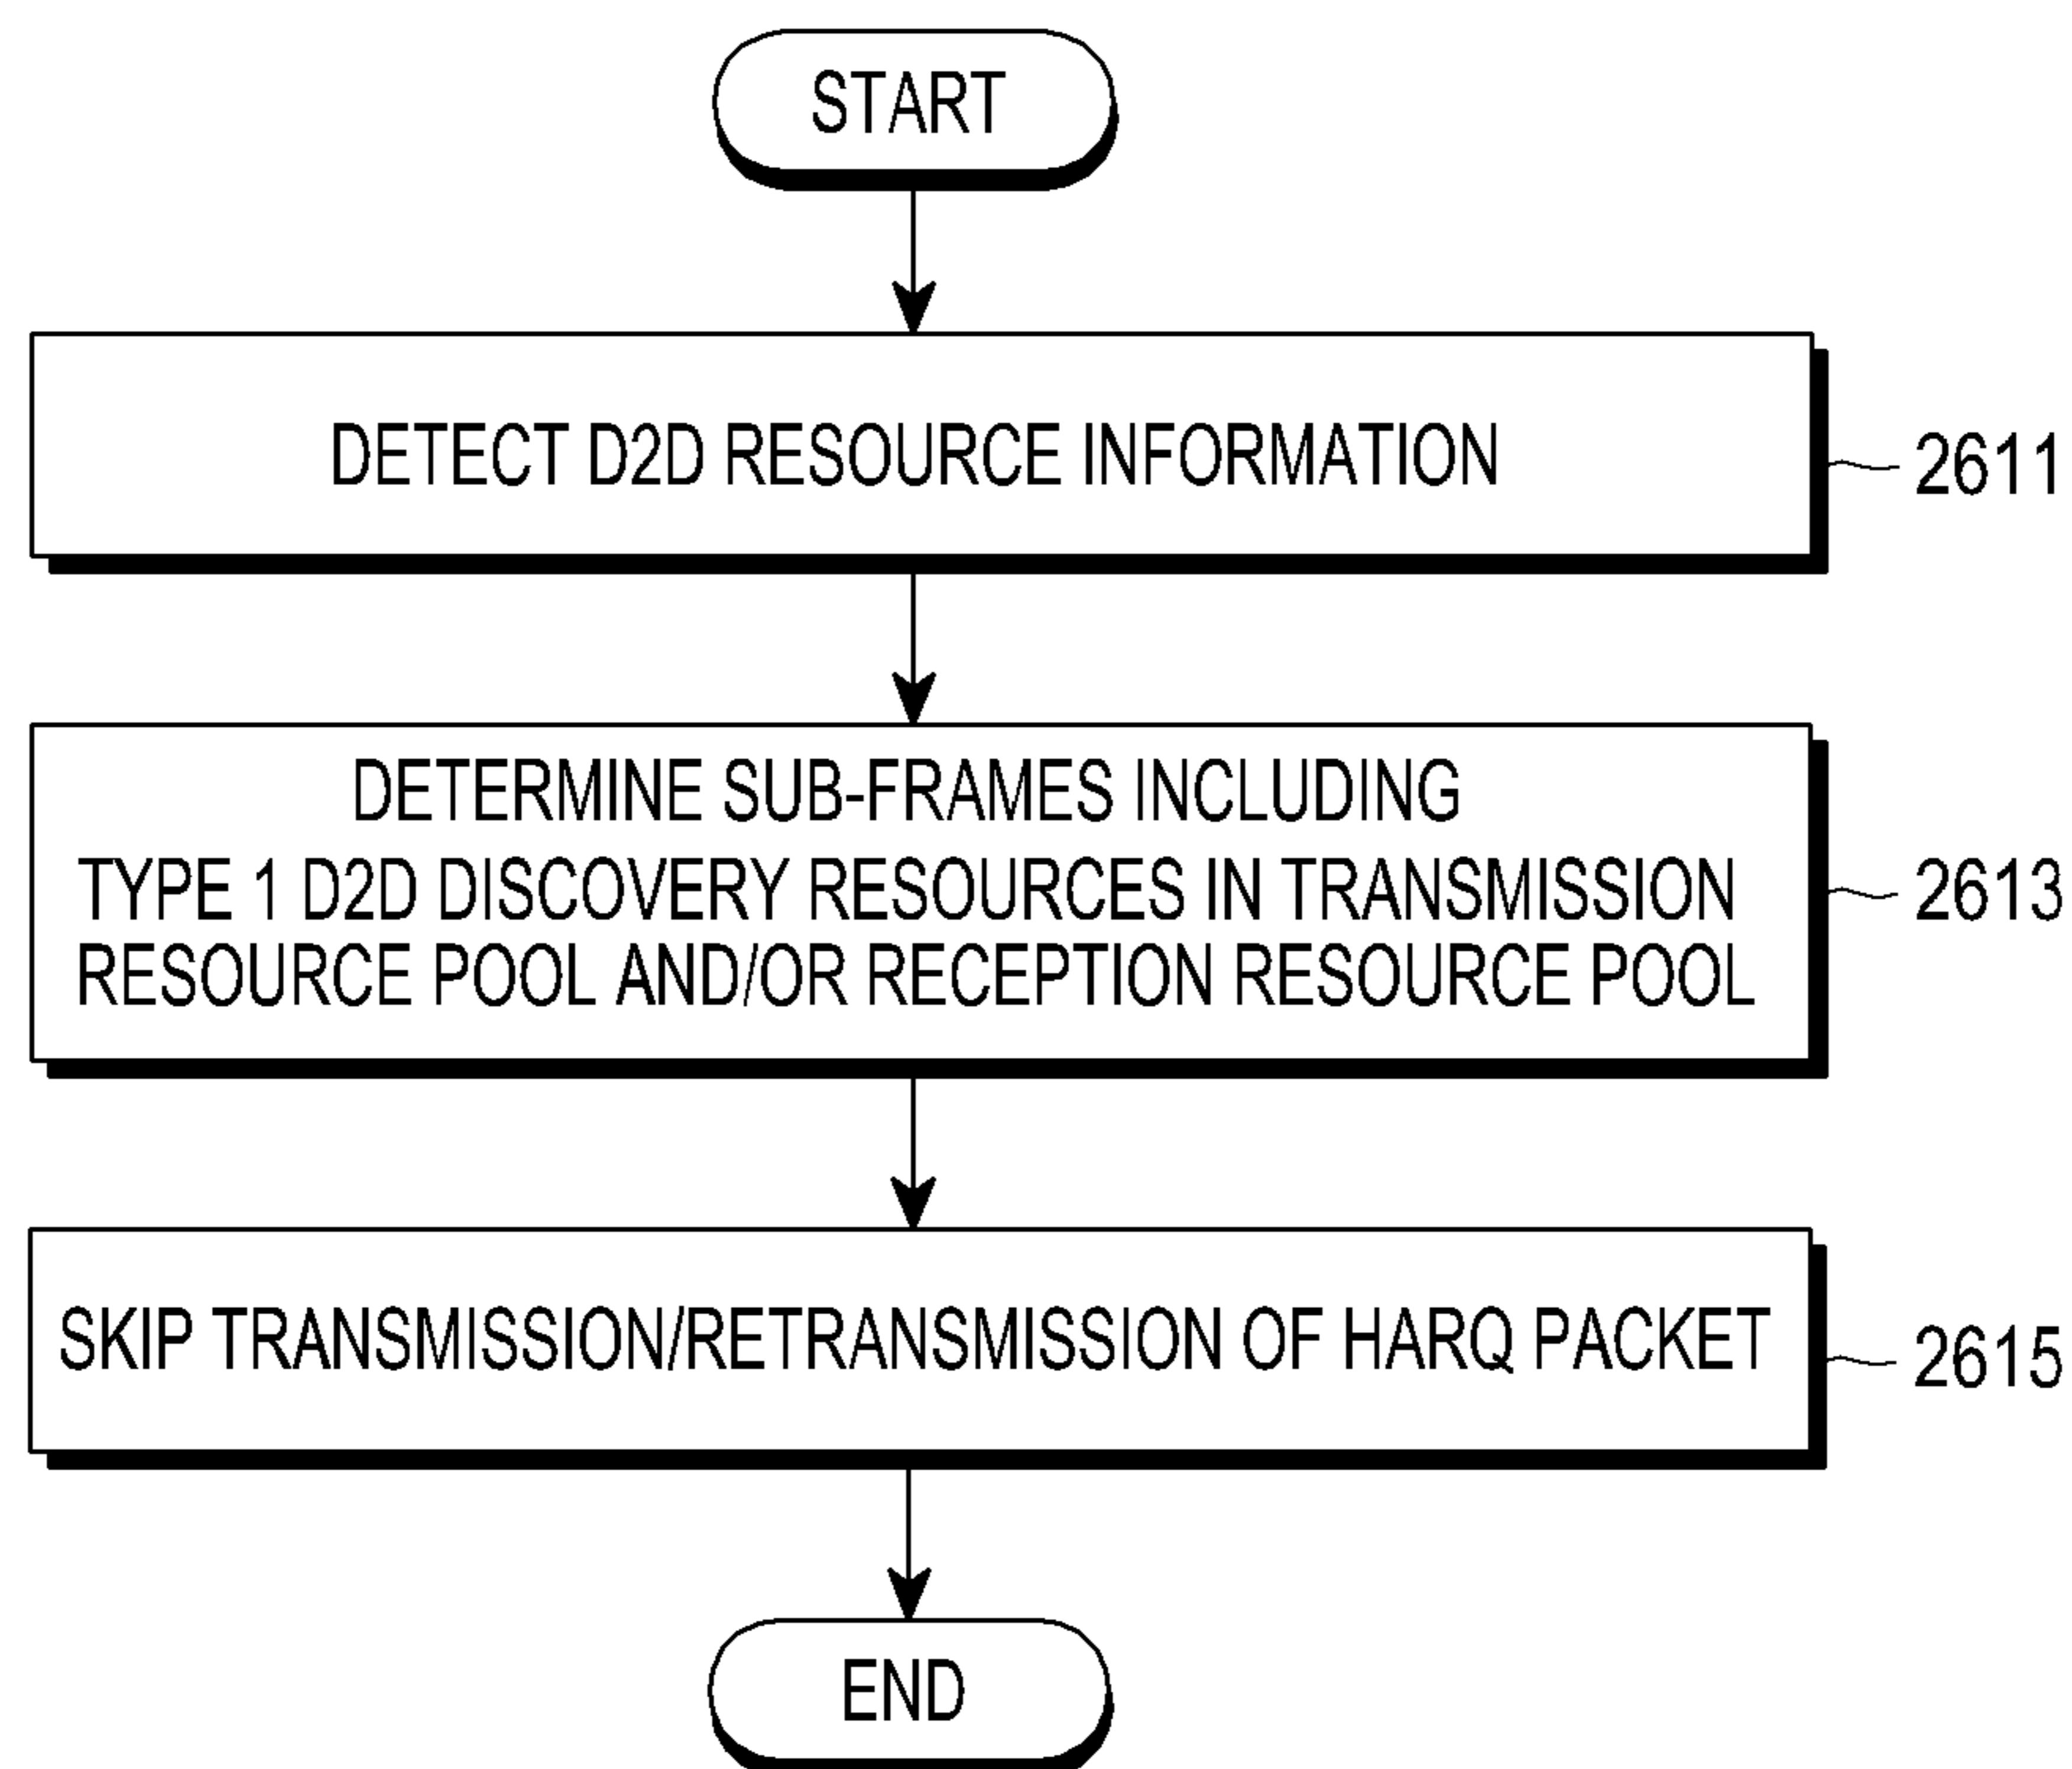 START
DETECT D2D RESOURCE INFORMATION
2611
DETERMINE SUB-FRAMES INCLUDING
TYPE 1 D2D DISCOVERY RESOURCES IN TRANSMISSION
RESOURCE POOL AND/OR RECEPTION RESOURCE POOL
2613
SKIP TRANSMISSION/RETRANSMISSION OF HARQ PACKET
2615
END